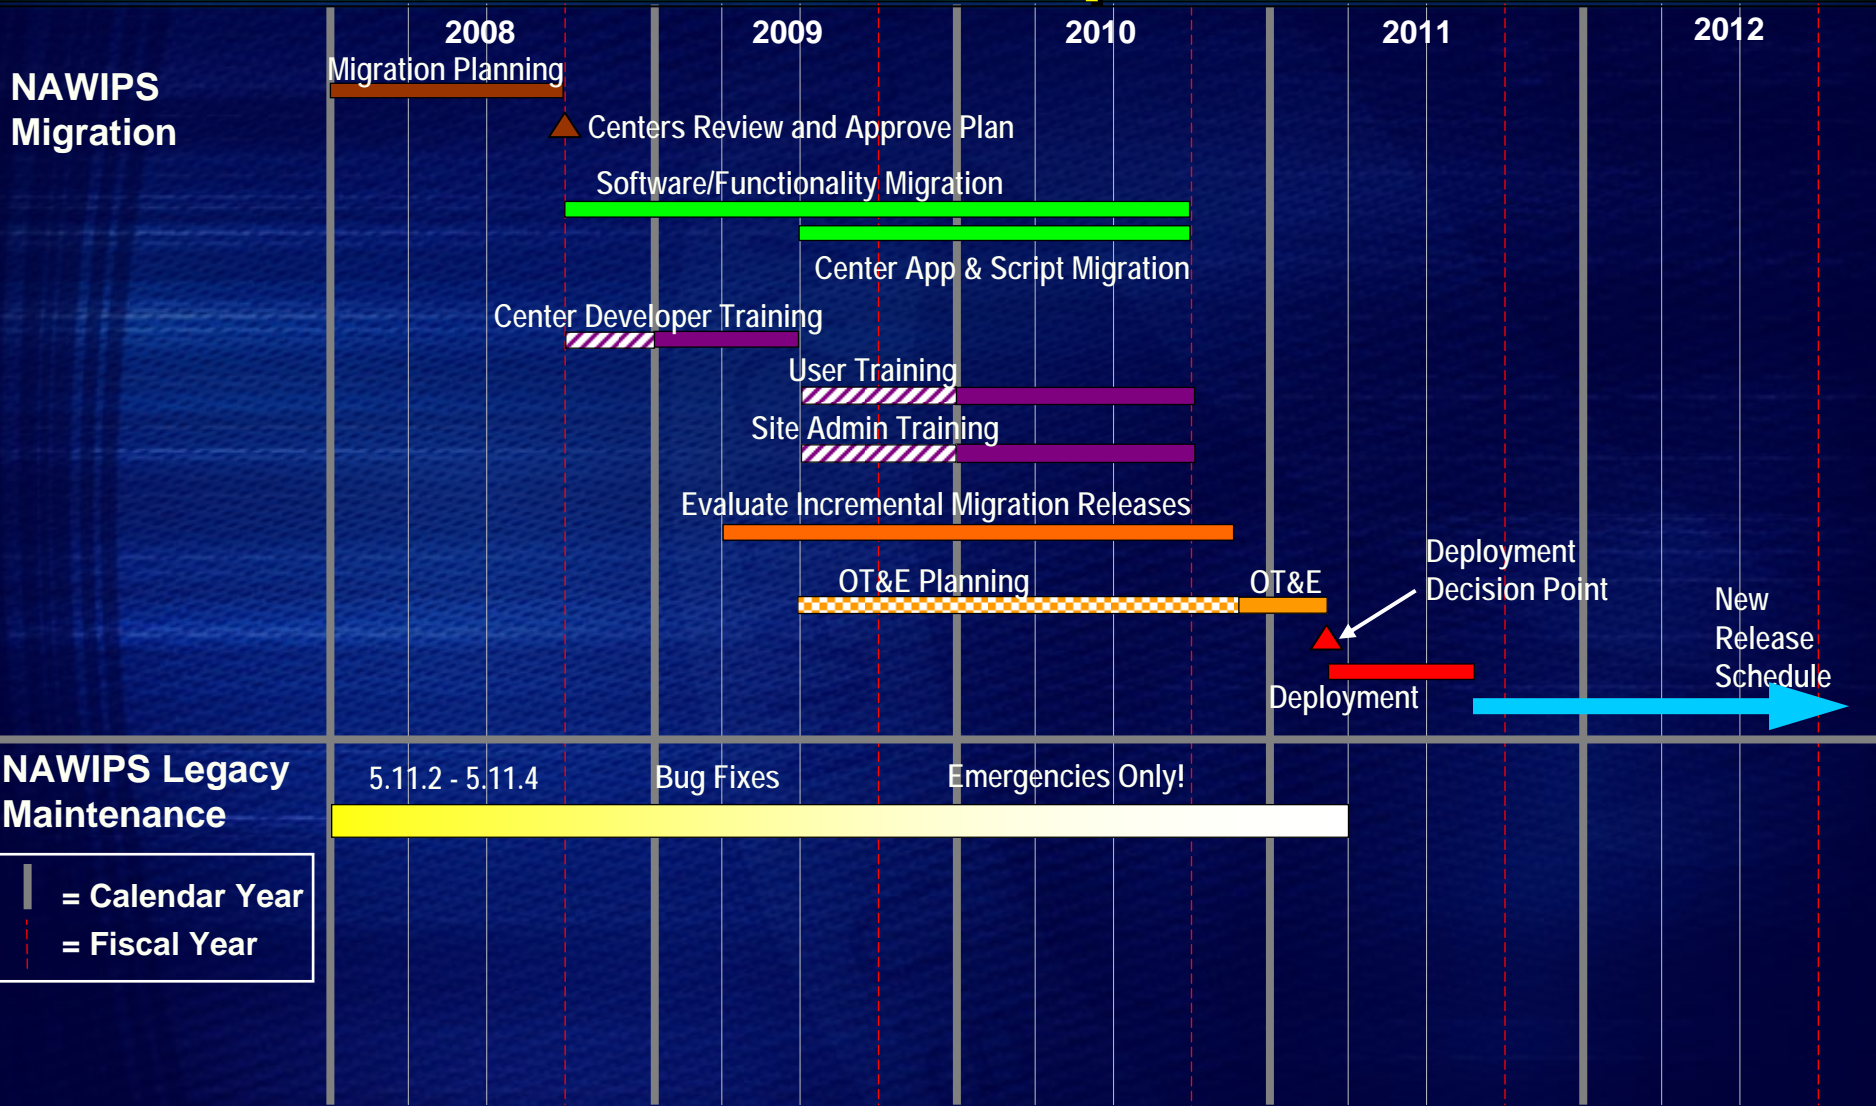 2008
2009
2010
2011
2012
NAWIPS
Migration
Migration Planning
Centers Review and Approve Plan
Software/Functionality Migration
Center App & Script Migration
Center Developer Training
User Training
Site Admin Training
Evaluate Incremental Migration Releases
OT&E Planning
OT&E
Deployment
Decision Point
New
Release
Schedule
Deployment
NAWIPS Legacy
Maintenance
5.11.2 - 5.11.4
Bug Fixes
Emergencies Only!
= Calendar Year
= Fiscal Year